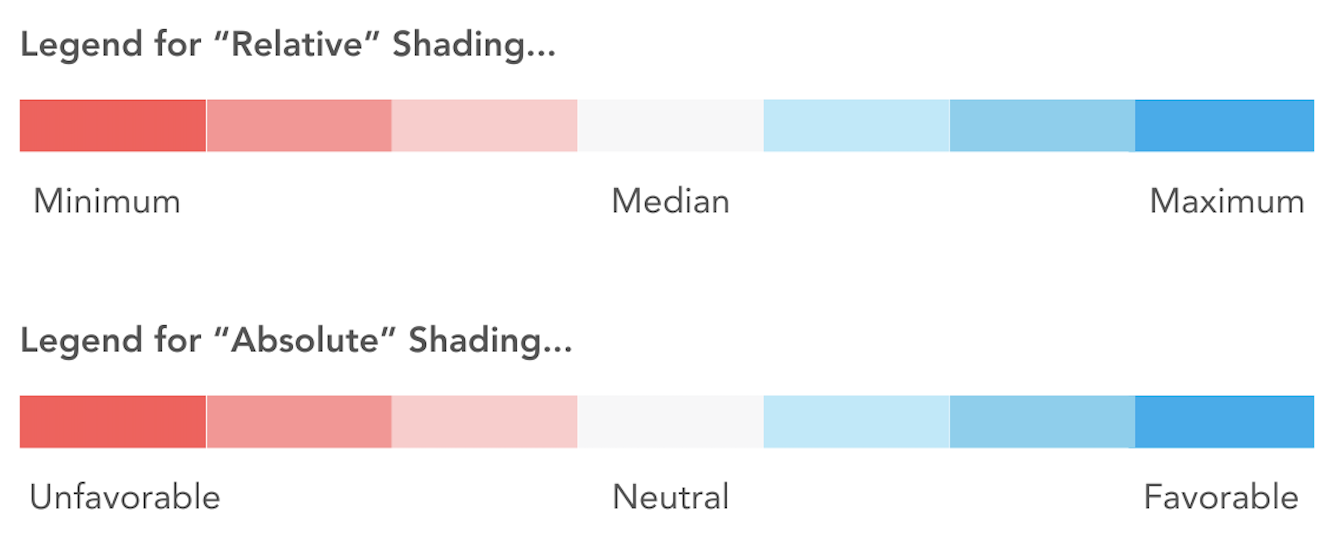 Legend for “Relative” Shading...
Minimum Median Maximum
Legend for “Absolute” Shading...
Unfavorable Neutral Favorable